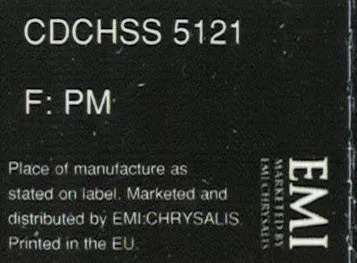 CDCHSS 5121
F: PM
Place of manufacture as
stated on label. Marketed and
distributed by EMI:CHRYSALIS.
Printed in the EU.
EMI
MARKETED BY
EMI:CHRYSALIS